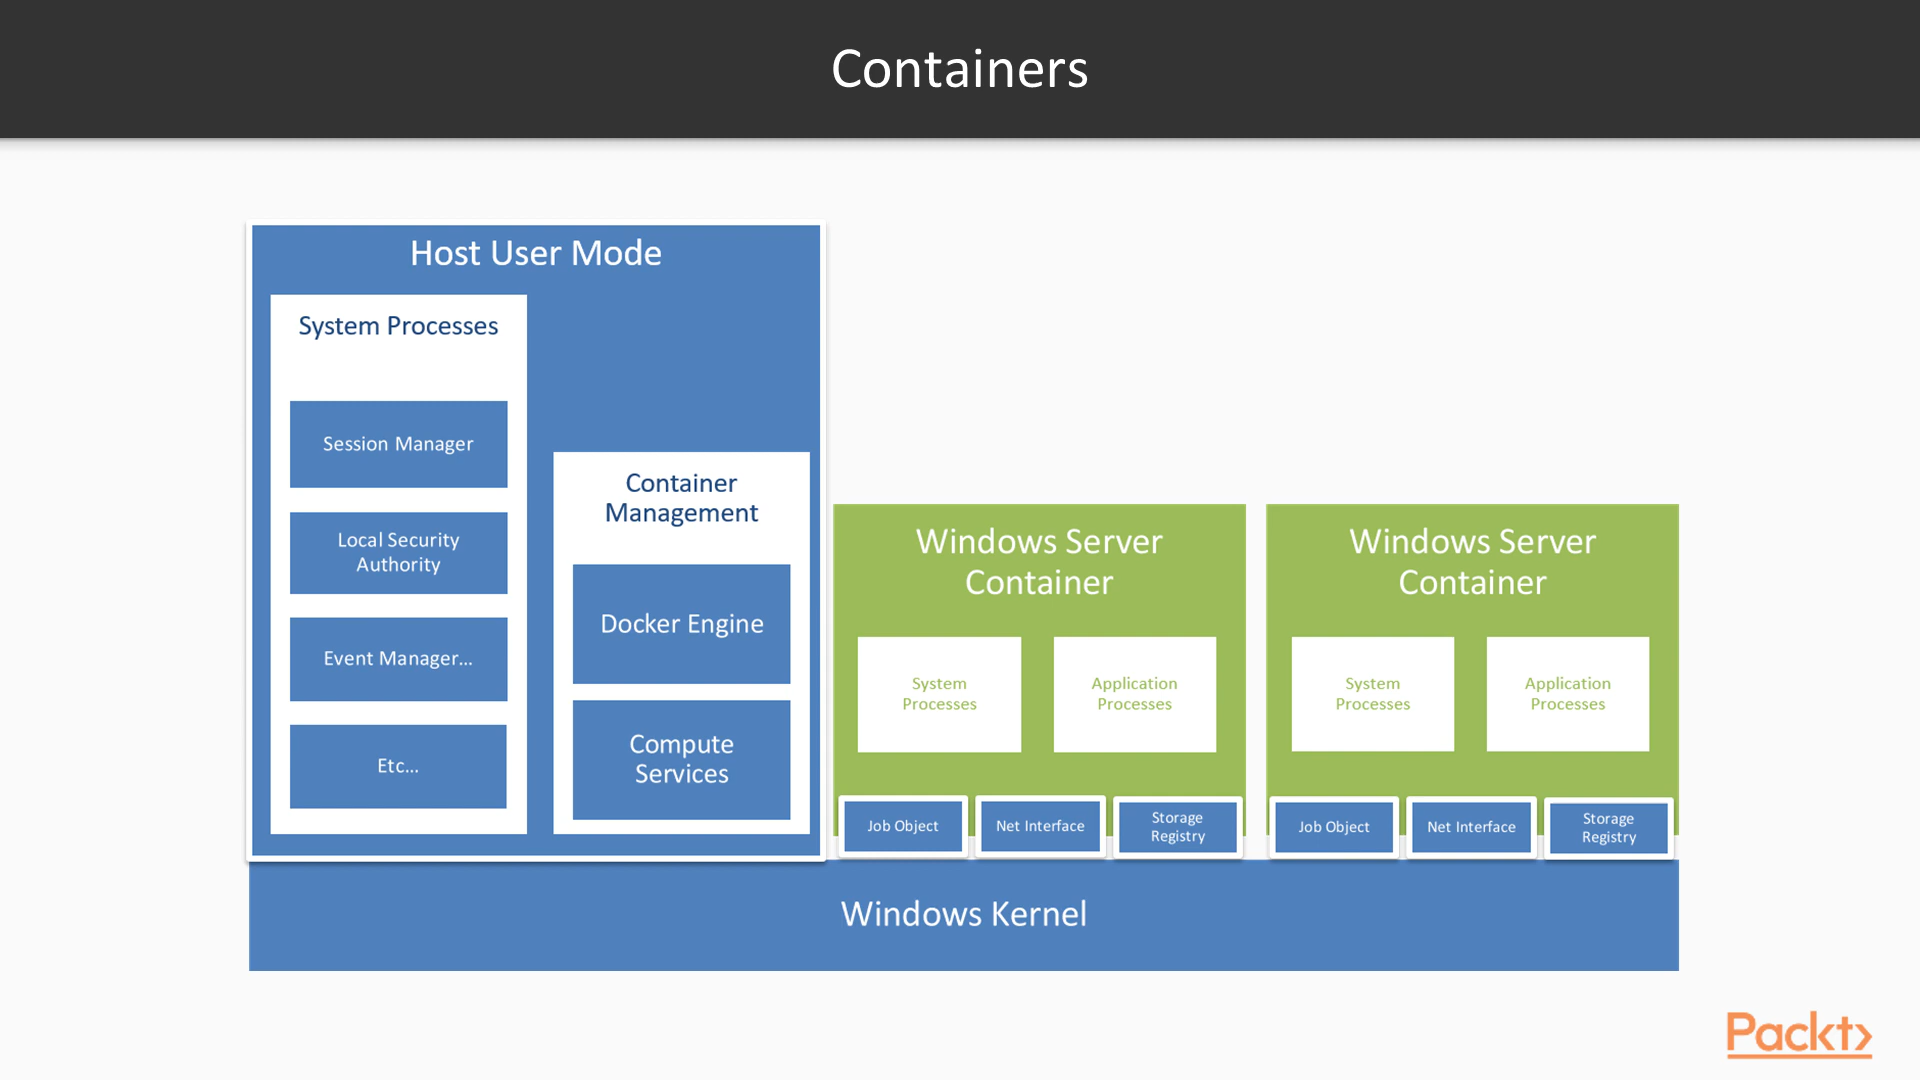 Containers
Host User Mode
System Processes
Session Manager
Local Security
Authority
Event Manager...
Etc...
Container
Management
Docker Engine
Compute
Services
Windows Server
Container
System
Processes
Application
Processes
Job Object
Net Interface
Storage
Registry
Windows Server
Container
System
Processes
Application
Processes
Job Object
Net Interface
Storage
Registry
Windows Kernel
Packt>